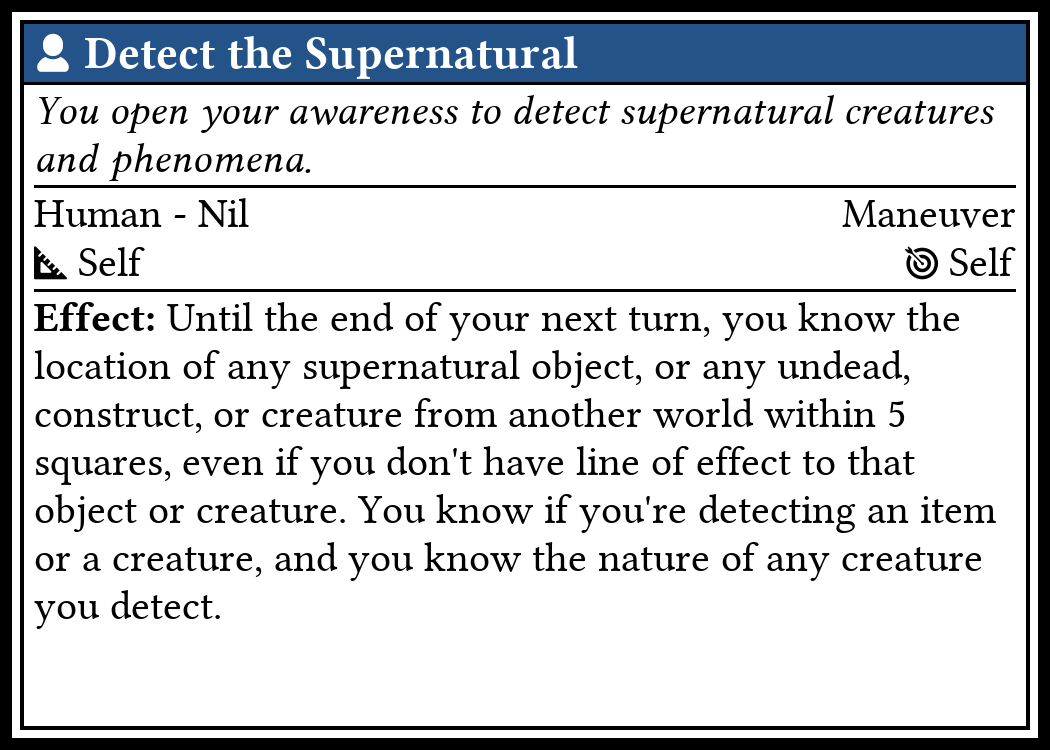 Detect the Supernatural
You open your awareness to detect supernatural creatures
and phenomena.
Human - Nil
Maneuver
Self
Self
Effect: Until the end of your next turn, you know the
location of any supernatural object, or any undead,
construct, or creature from another world within 5
squares, even if you don't have line of effect to that
object or creature. You know if you're detecting an item
or a creature, and you know the nature of any creature
you detect.